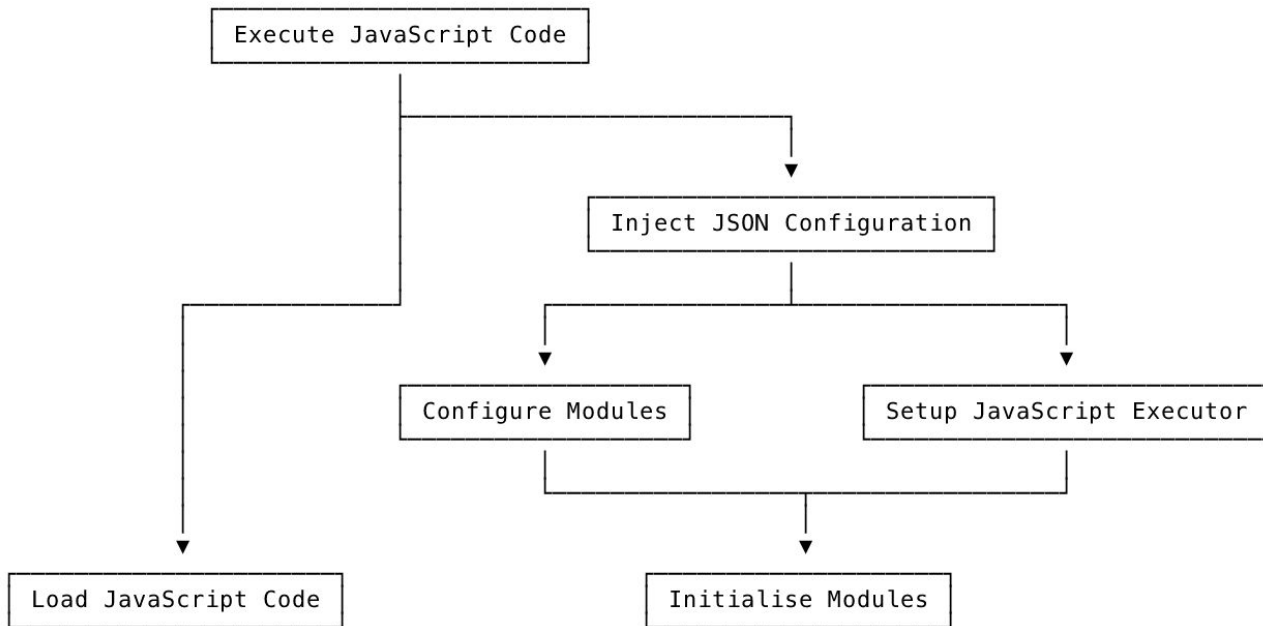 Execute JavaScript Code
Inject JSON Configuration
Configure Modules
Setup JavaScript Executor
Load JavaScript Code
Initialise Modules